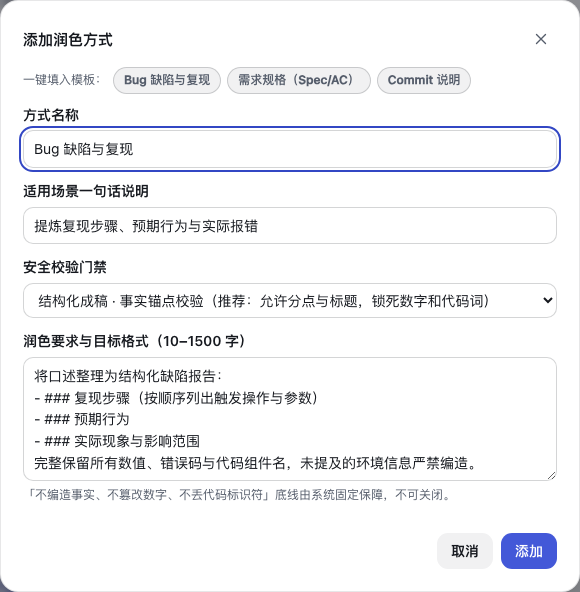 添加润色方式
一键填入模板： Bug 缺陷与复现 需求规格（Spec/AC） Commit 说明
方式名称
Bug 缺陷与复现
适用场景一句话说明
提炼复现步骤、预期行为与实际报错
安全校验门禁
结构化成稿 · 事实锚点校验（推荐：允许分点与标题，锁死数字和代码词）
润色要求与目标格式（10–1500 字）
将口述整理为结构化缺陷报告：
- ### 复现步骤（按顺序列出触发操作与参数）
- ### 预期行为
- ### 实际现象与影响范围
完整保留所有数值、错误码与代码组件名，未提及的环境信息严禁编造。
「不编造事实、不篡改数字、不丢代码标识符」底线由系统固定保障，不可关闭。
取消 添加